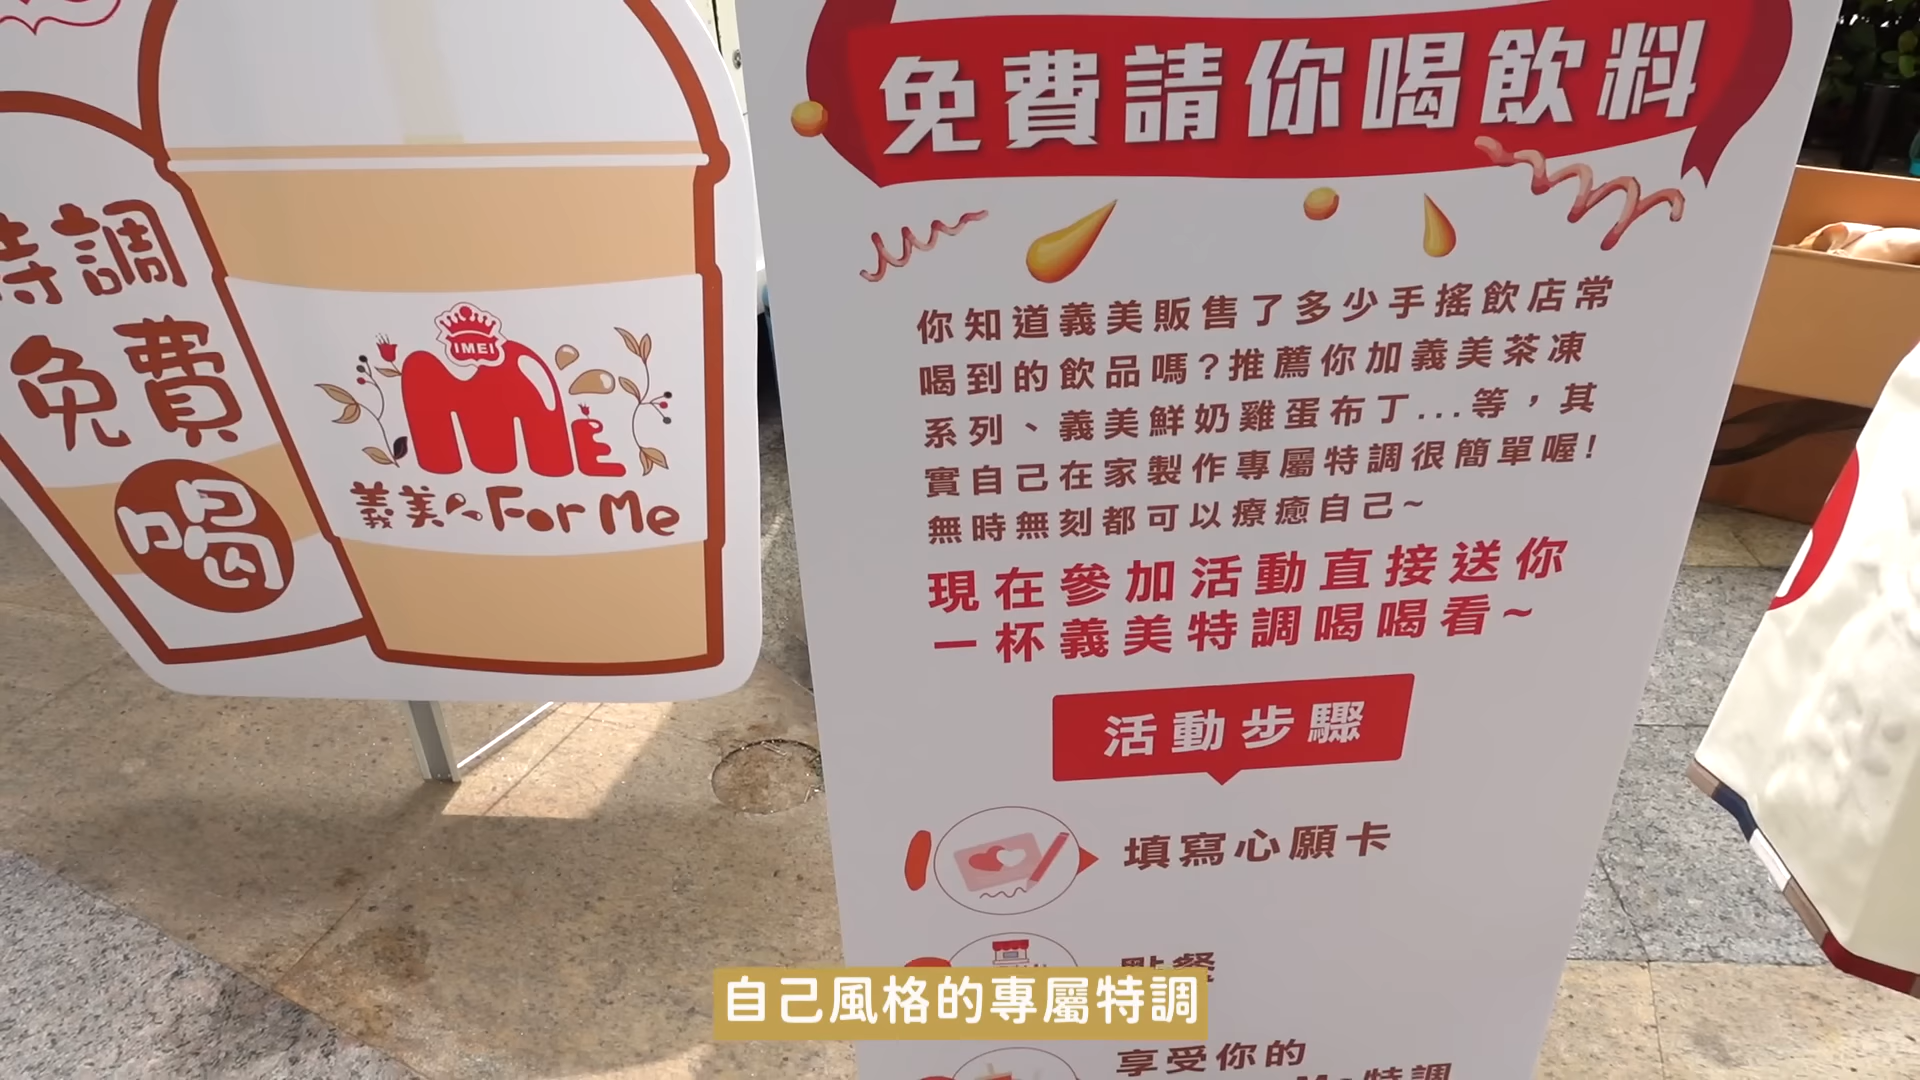 特調
免費
喝
IMEI
ME
義美 For Me
免費請你喝飲料
你知道義美販售了多少手搖飲店常
喝到的飲品嗎?推薦你加義美茶凍
系列、義美鮮奶雞蛋布丁...等，其
實自己在家製作專屬特調很簡單喔!
無時無刻都可以療癒自己~
現在參加活動直接送你
一杯義美特調喝喝看~
活動步驟
填寫心願卡
點餐
自己風格的專屬特調
享受你的
Me特調